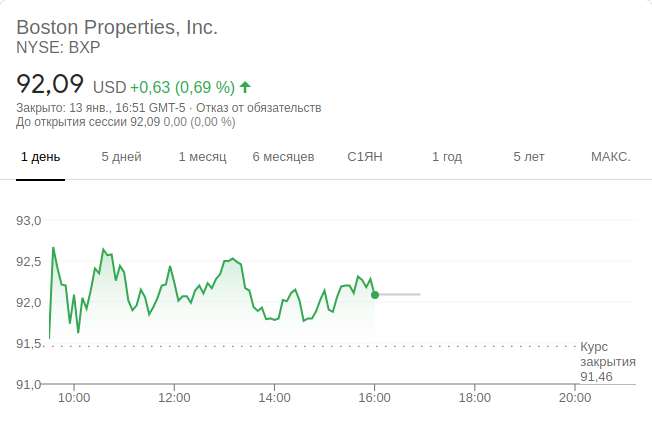 Boston Properties, Inc.
NYSE: BXP
92,09 USD +0,63 (0,69 %)
Закрыто: 13 янв., 16:51 GMT-5 · Отказ от обязательств
До открытия сессии 92,09 0,00 (0,00 %)
1 день 5 дней 1 месяц 6 месяцев С1ЯН 1 год 5 лет МАКС.
93,0
92,5
92,0
91,5
Курс
закрытия
91,46
91,0
10:00 12:00 14:00 16:00 18:00 20:00